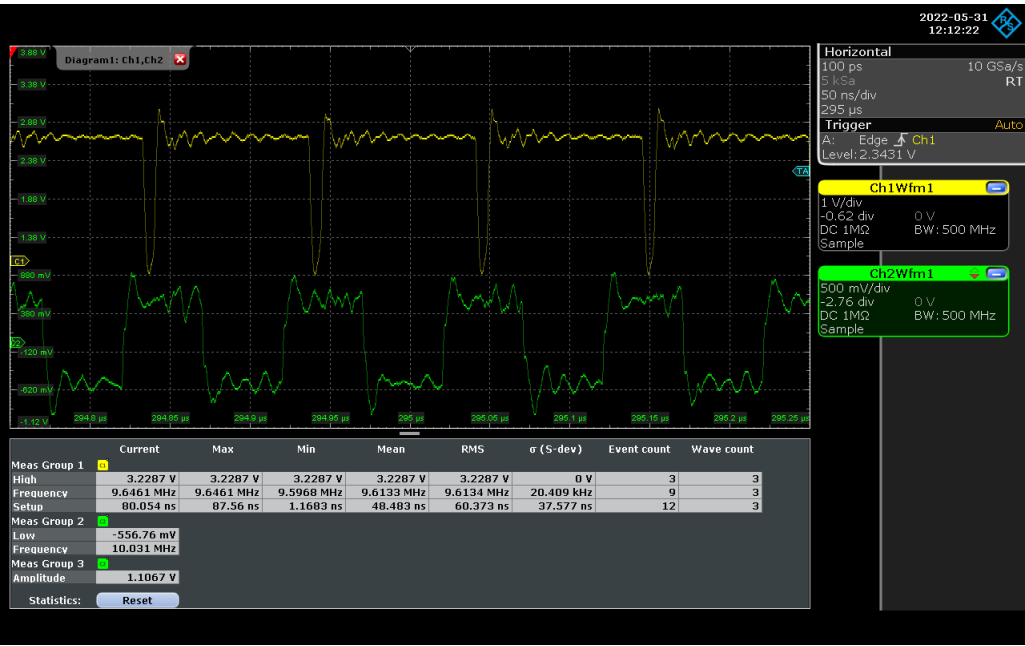 2022-05-31
12:12:22
Diagram1: Ch1,Ch2
3.88 V
3.38 V
2.88 V
2.38 V
1.88 V
1.38 V
C1
880 mV
380 mV
-120 mV
-620 mV
-1.12 V
294.8 µs 294.85 µs 294.9 µs 294.95 µs 295 µs 295.05 µs 295.1 µs 295.15 µs 295.2 µs 295.25 µs
TA
Horizontal
100 ps 10 GSa/s
5 kSa RT
50 ns/div
295 µs
Trigger Auto
A: Edge Ch1
Level: 2.3431 V
Ch1Wfm1
1 V/div
-0.62 div 0 V
DC 1MΩ BW: 500 MHz
Sample
Ch2Wfm1
500 mV/div
-2.76 div 0 V
DC 1MΩ BW: 500 MHz
Sample
Current Max Min Mean RMS σ (S-dev) Event count Wave count
Meas Group 1
High 3.2287 V 3.2287 V 3.2287 V 3.2287 V 3.2287 V 0 V 3 3
Frequency 9.6461 MHz 9.6461 MHz 9.5968 MHz 9.6133 MHz 9.6134 MHz 20.409 kHz 9 3
Setup 80.054 ns 87.56 ns 1.1683 ns 48.483 ns 60.373 ns 37.577 ns 12 3
Meas Group 2
Low -556.76 mV
Frequency 10.031 MHz
Meas Group 3
Amplitude 1.1067 V
Statistics: Reset